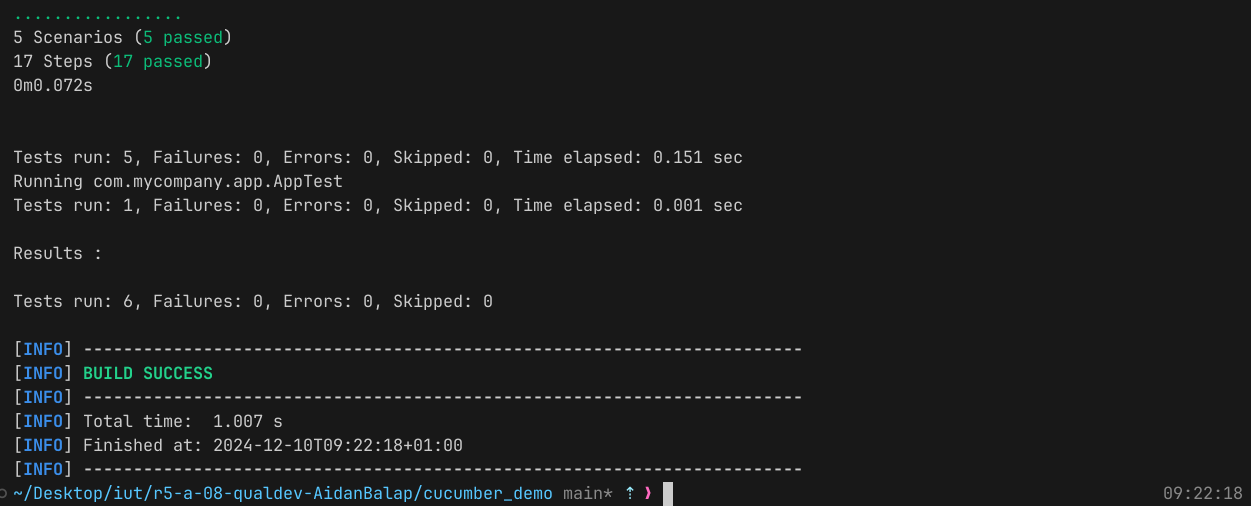 .................
5 Scenarios (5 passed)
17 Steps (17 passed)
0m0.072s
Tests run: 5, Failures: 0, Errors: 0, Skipped: 0, Time elapsed: 0.151 sec
Running com.mycompany.app.AppTest
Tests run: 1, Failures: 0, Errors: 0, Skipped: 0, Time elapsed: 0.001 sec
Results :
Tests run: 6, Failures: 0, Errors: 0, Skipped: 0
[INFO] ------------------------------------------------------------------------
[INFO] BUILD SUCCESS
[INFO] ------------------------------------------------------------------------
[INFO] Total time:  1.007 s
[INFO] Finished at: 2024-12-10T09:22:18+01:00
[INFO] ------------------------------------------------------------------------
~/Desktop/iut/r5-a-08-qualdev-AidanBalap/cucumber_demo main* ⇡ ❯ 09:22:18